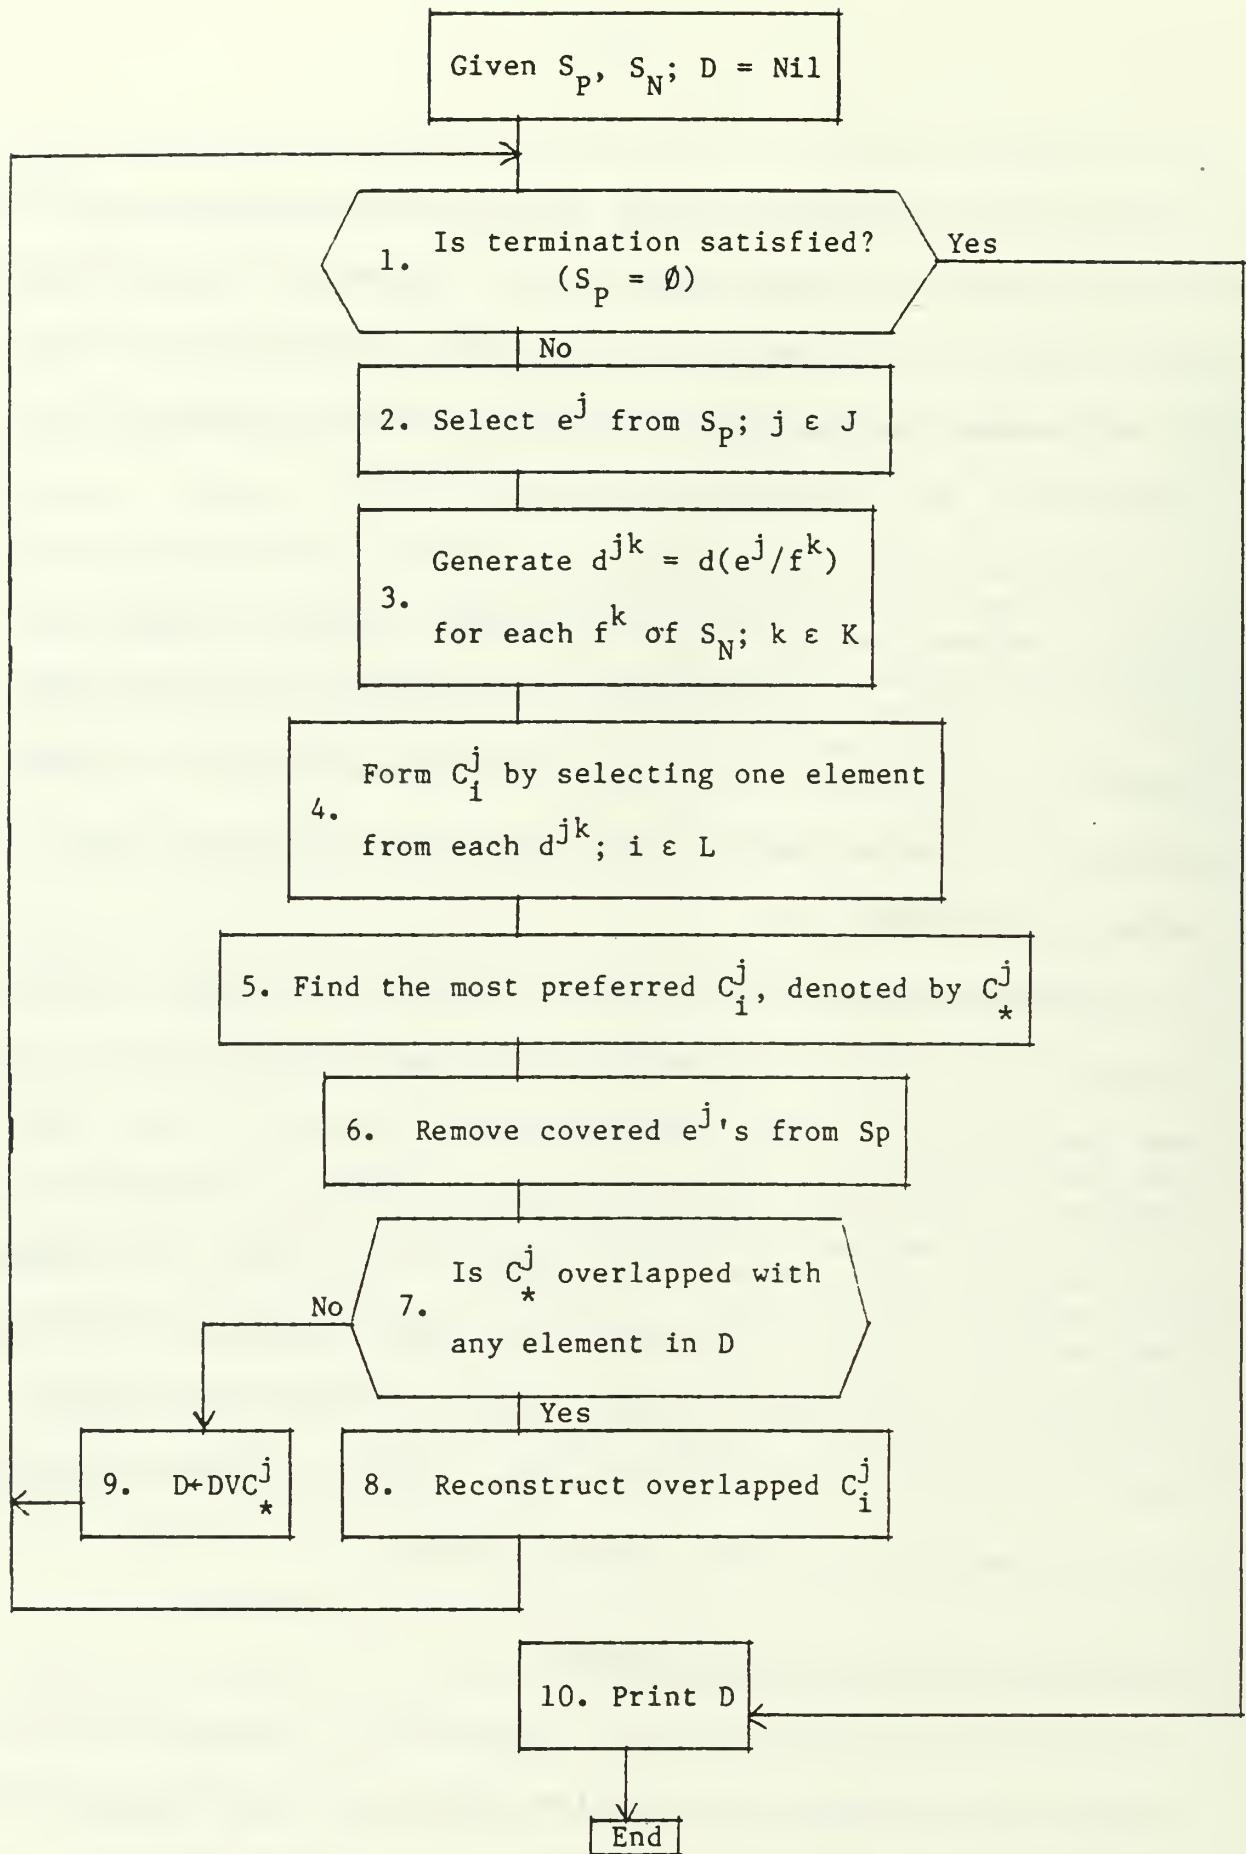 Given S_P, S_N; D = Nil
1. Is termination satisfied?
(S_P = ∅)
Yes
No
2. Select e^j from S_P; j ε J
3. Generate d^jk = d(e^j/f^k)
for each f^k of S_N; k ε K
4. Form C_i^j by selecting one element
from each d^jk; i ε L
5. Find the most preferred C_i^j, denoted by C_*^j
6. Remove covered e^j's from Sp
7. Is C_*^j overlapped with
any element in D
No
Yes
9. D←DVC_*^j
8. Reconstruct overlapped C_i^j
10. Print D
End